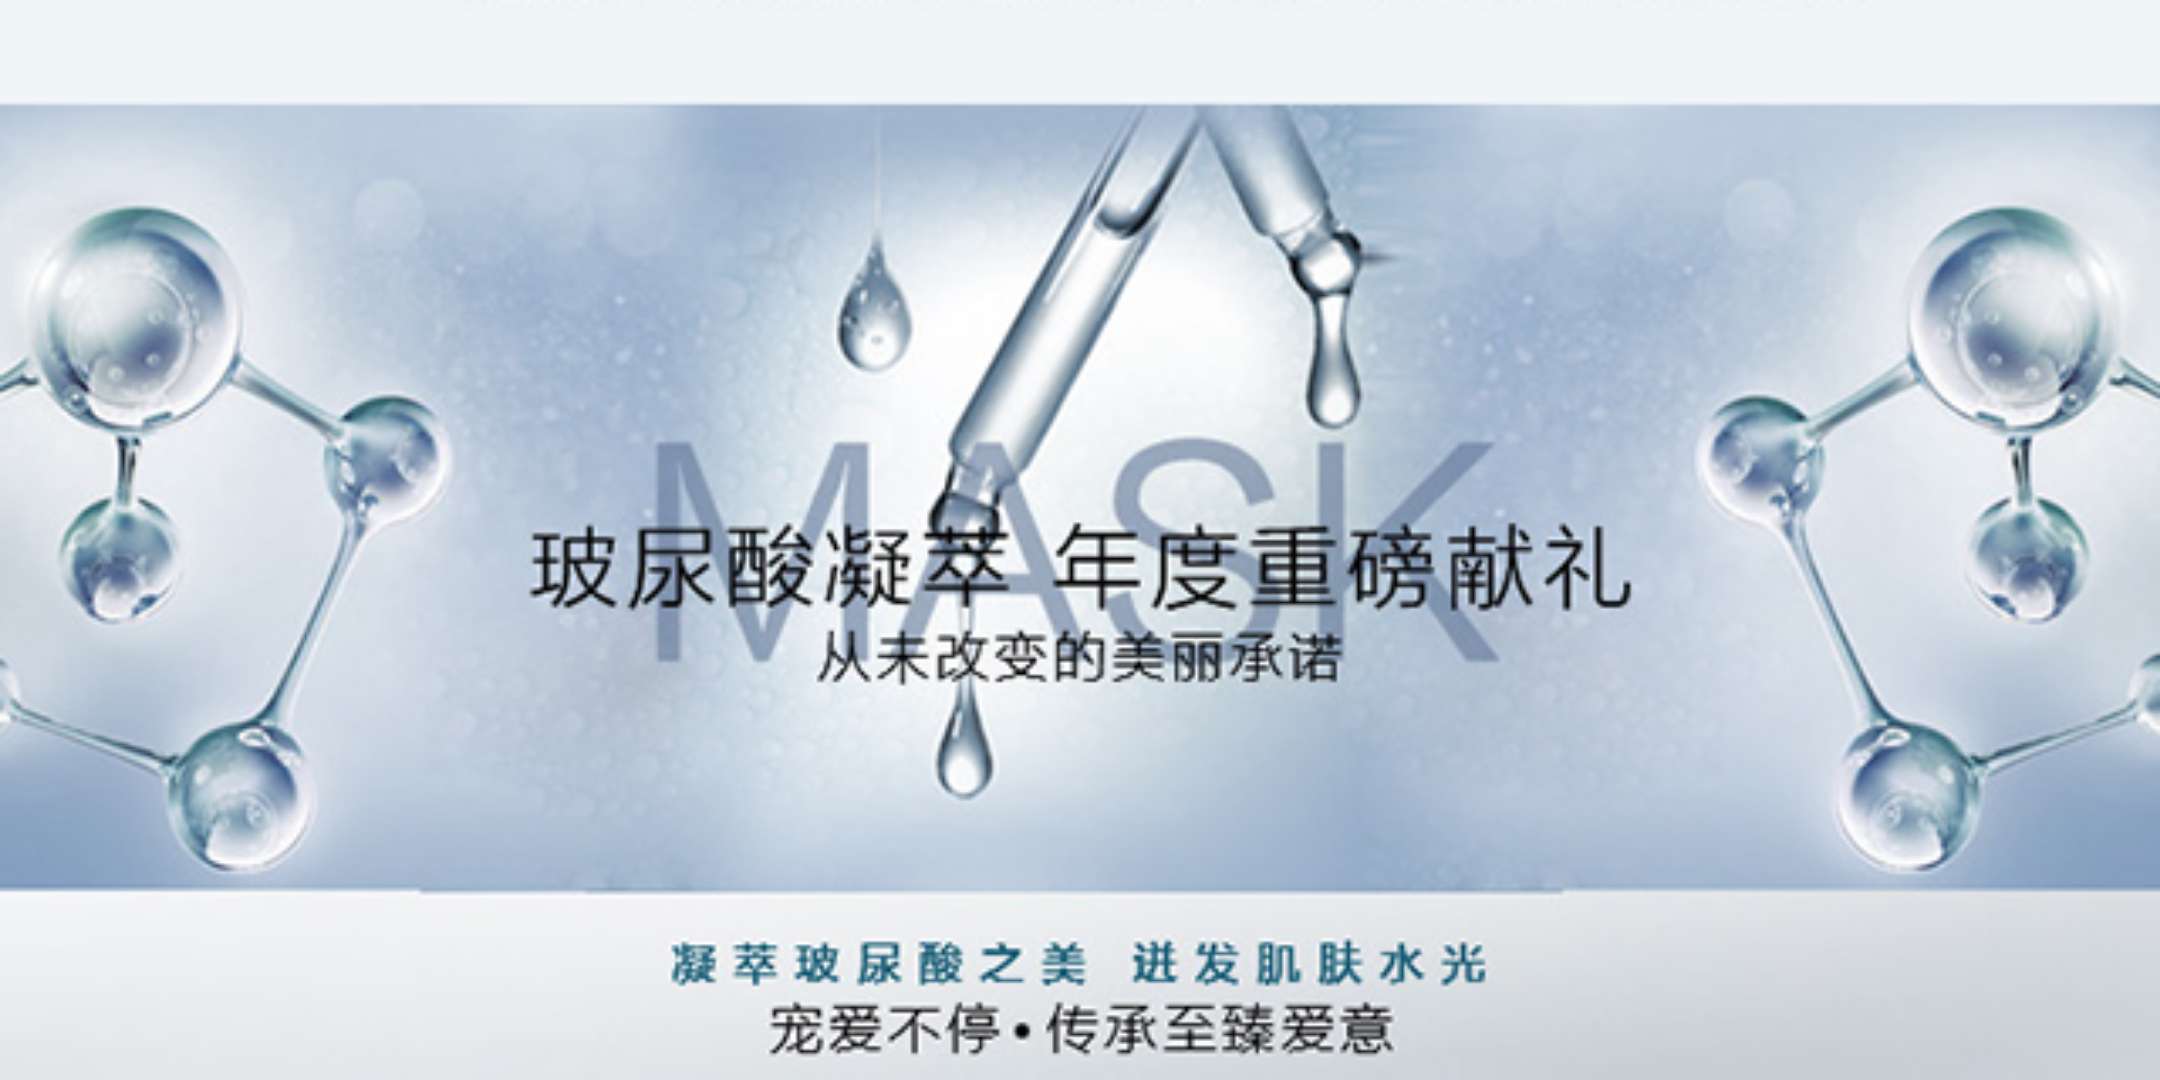 MASK
玻尿酸凝萃 年度重磅献礼
从未改变的美丽承诺
凝萃玻尿酸之美 迸发肌肤水光
宠爱不停•传承至臻爱意